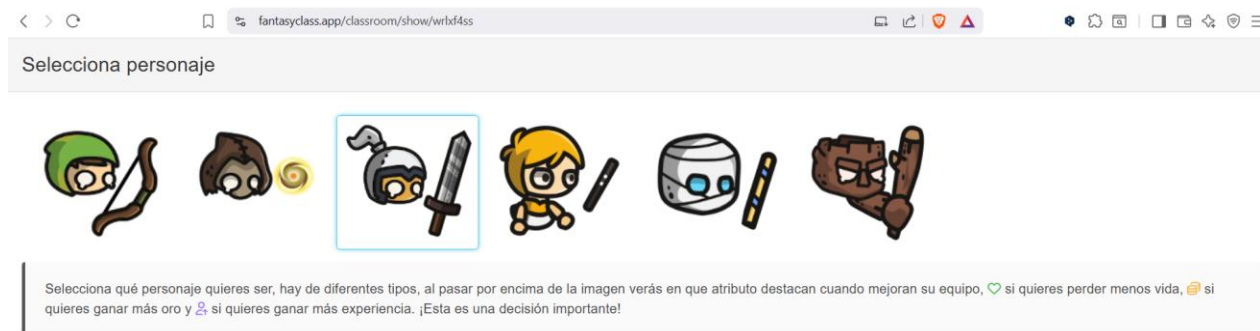 fantasyclass.app/classroom/show/wrlxf4ss
Selecciona personaje
Selecciona qué personaje quieres ser, hay de diferentes tipos, al pasar por encima de la imagen verás en que atributo destacan cuando mejoran su equipo, si quieres perder menos vida, si
quieres ganar más oro y si quieres ganar más experiencia. ¡Esta es una decisión importante!